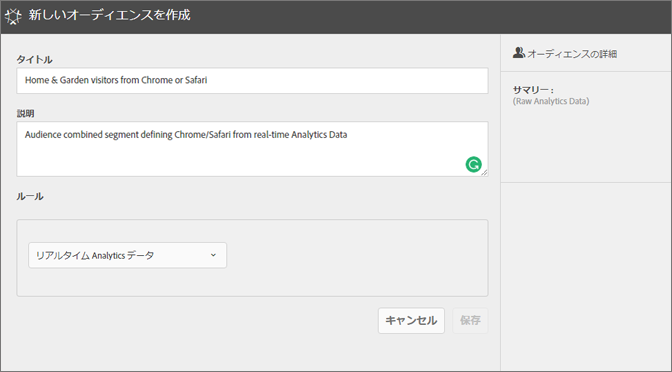 新しいオーディエンスを作成
タイトル
Home & Garden visitors from Chrome or Safari
説明
Audience combined segment defining Chrome/Safari from real-time Analytics Data
ルール
リアルタイム Analytics データ
キャンセル
保存
オーディエンスの詳細
サマリー :
(Raw Analytics Data)